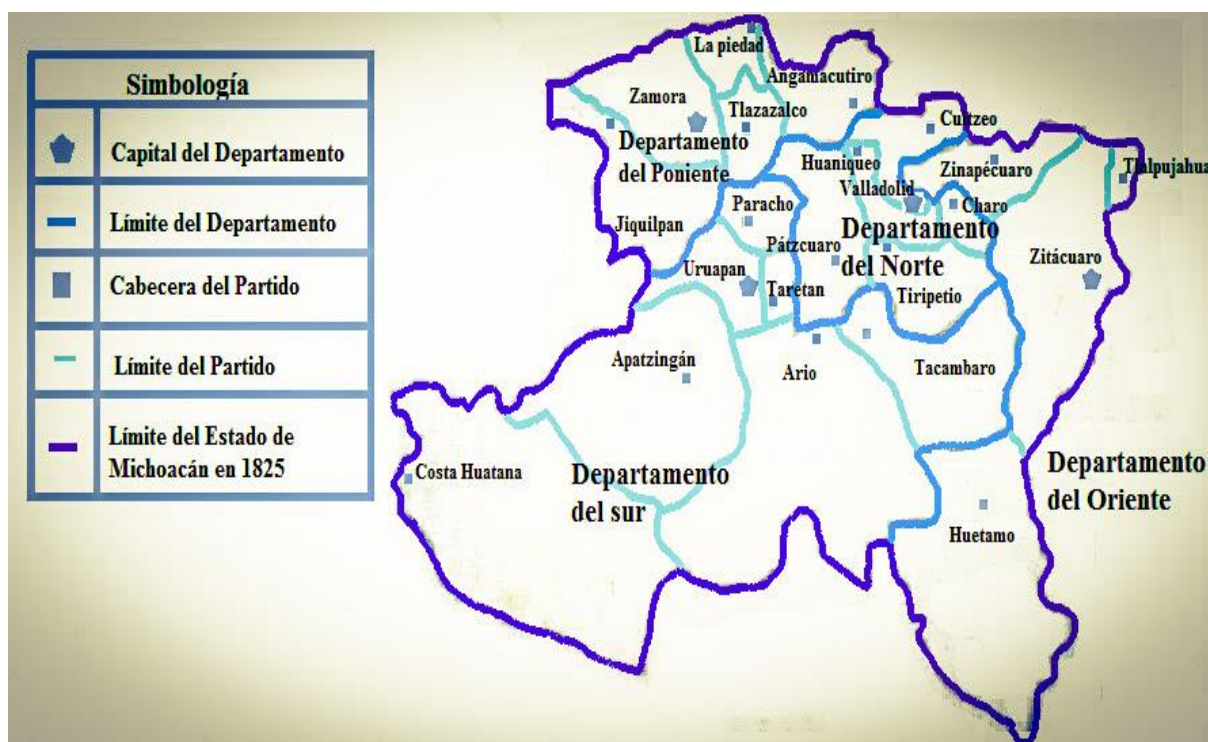 Simbología
Capital del Departamento
Límite del Departamento
Cabecera del Partido
Límite del Partido
Límite del Estado de
Michoacán en 1825
La piedad
Angamacutiro
Zamora
Tlazazalco
Cuitzeo
Departamento
del Poniente
Huaniqueo
Zinapécuaro
Tlalpujahua
Valladolid
Charo
Paracho
Jiquilpan
Pátzcuaro
Departamento
del Norte
Zitácuaro
Uruapan
Taretan
Tiripetio
Apatzingán
Ario
Tacambaro
Costa Huatana
Departamento
del sur
Departamento
del Oriente
Huetamo